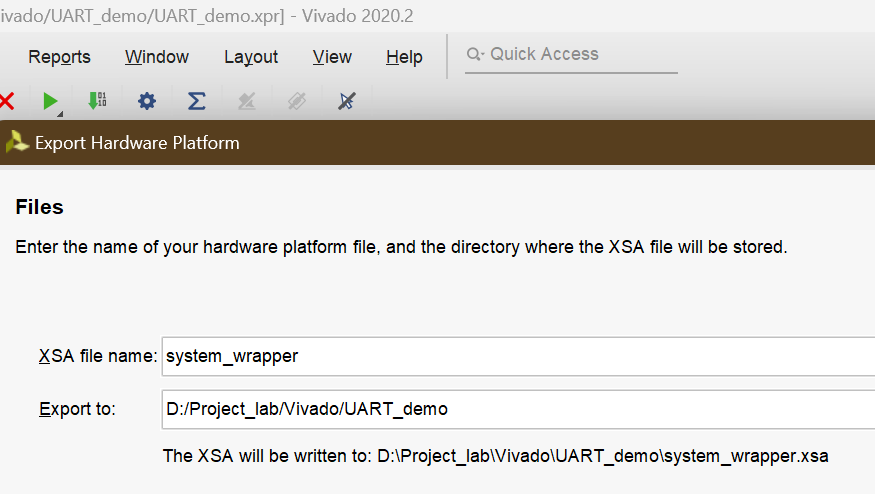 ivado/UART_demo/UART_demo.xpr] - Vivado 2020.2
Reports Window Layout View Help Quick Access
01
10
Export Hardware Platform
Files
Enter the name of your hardware platform file, and the directory where the XSA file will be stored.
XSA file name: system_wrapper
Export to: D:/Project_lab/Vivado/UART_demo
The XSA will be written to: D:\Project_lab\Vivado\UART_demo\system_wrapper.xsa